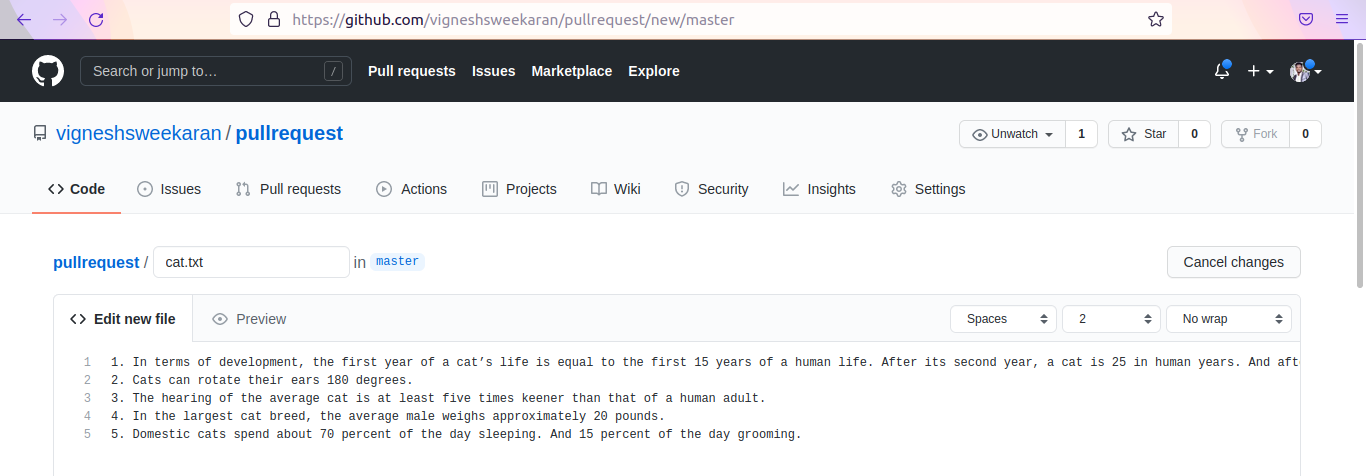 https://github.com/vigneshsweekaran/pullrequest/new/master
Search or jump to… /
Pull requests Issues Marketplace Explore
vigneshsweekaran / pullrequest
Unwatch 1 Star 0 Fork 0
Code Issues Pull requests Actions Projects Wiki Security Insights Settings
pullrequest / cat.txt in master Cancel changes
Edit new file Preview Spaces 2 No wrap
1 1. In terms of development, the first year of a cat’s life is equal to the first 15 years of a human life. After its second year, a cat is 25 in human years. And
2 2. Cats can rotate their ears 180 degrees.
3 3. The hearing of the average cat is at least five times keener than that of a human adult.
4 4. In the largest cat breed, the average male weighs approximately 20 pounds.
5 5. Domestic cats spend about 70 percent of the day sleeping. And 15 percent of the day grooming.